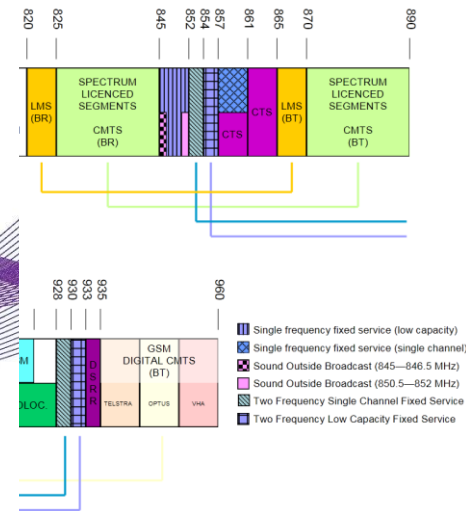 820 825 845 852 854 857 861 865 870 890
LMS
(BR)
SPECTRUM
LICENCED
SEGMENTS
CMTS
(BR)
CTS
CTS
LMS
(BT)
SPECTRUM
LICENCED
SEGMENTS
CMTS
(BT)
928 930 933 935 960
DSRR
GSM
DIGITAL CMTS
(BT)
TELSTRA OPTUS VHA
Single frequency fixed service (low capacity)
Single frequency fixed service (single channel)
Sound Outside Broadcast (845—846.5 MHz)
Sound Outside Broadcast (850.5—852 MHz)
Two Frequency Single Channel Fixed Service
Two Frequency Low Capacity Fixed Service